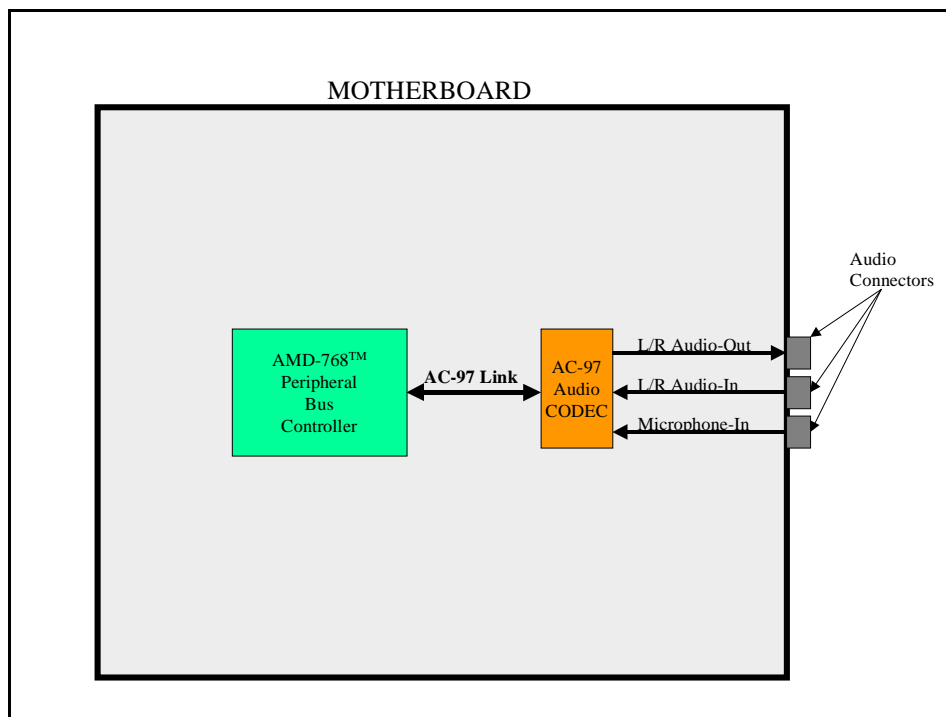 MOTHERBOARD
Audio
Connectors
AMD-768™
Peripheral
Bus
Controller
AC-97 Link
AC-97
Audio
CODEC
L/R Audio-Out
L/R Audio-In
Microphone-In